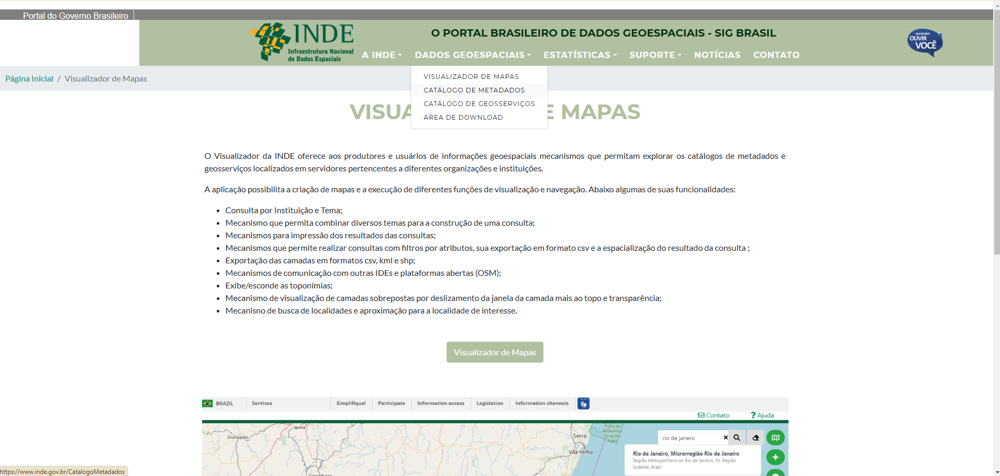 Portal do Governo Brasileiro
INDE
Infraestrutura Nacional
de Dados Espaciais
O PORTAL BRASILEIRO DE DADOS GEOESPACIAIS - SIG BRASIL
QUEREMOS
OUVIR
VOCÊ
A INDE
DADOS GEOESPACIAIS
ESTATÍSTICAS
SUPORTE
NOTÍCIAS
CONTATO
Página Inicial / Visualizador de Mapas
VISUALIZADOR DE MAPAS
CATÁLOGO DE METADADOS
CATÁLOGO DE GEOSSERVIÇOS
ÁREA DE DOWNLOAD
VISUA E MAPAS
O Visualizador da INDE oferece aos produtores e usuários de informações geoespaciais mecanismos que permitam explorar os catálogos de metadados e
geosserviços localizados em servidores pertencentes a diferentes organizações e instituições.
A aplicação possibilita a criação de mapas e a execução de diferentes funções de visualização e navegação. Abaixo algumas de suas funcionalidades:
• Consulta por Instituição e Tema;
• Mecanismo que permita combinar diversos temas para a construção de uma consulta;
• Mecanismos para impressão dos resultados das consultas;
• Mecanismos que permite realizar consultas com filtros por atributos, sua exportação em formato csv e a espacialização do resultado da consulta ;
• Exportação das camadas em formatos csv, kml e shp;
• Mecanismos de comunicação com outras IDEs e plataformas abertas (OSM);
• Exibe/esconde as toponímias;
• Mecanismo de visualização de camadas sobrepostas por deslizamento da janela da camada mais ao topo e transparência;
• Mecanisno de busca de localidades e aproximação para a localidade de interesse.
Visualizador de Mapas
BRAZIL
Services
Simplifique!
Participate
Information access
Legislation
Information channels
Contato
? Ajuda
Ibirité
Divinópolis
Serra
Vila Velha
Proteção
Ambiental
Costa das
Algas
rio de janero
Rio de Janeiro, Microrregião Rio de Janeiro
Região Metropolitana do Rio de Janeiro, RJ, Região
Sudeste, Brasil
Conselheiro
https://www.inde.gov.br/CatalogoMetadados